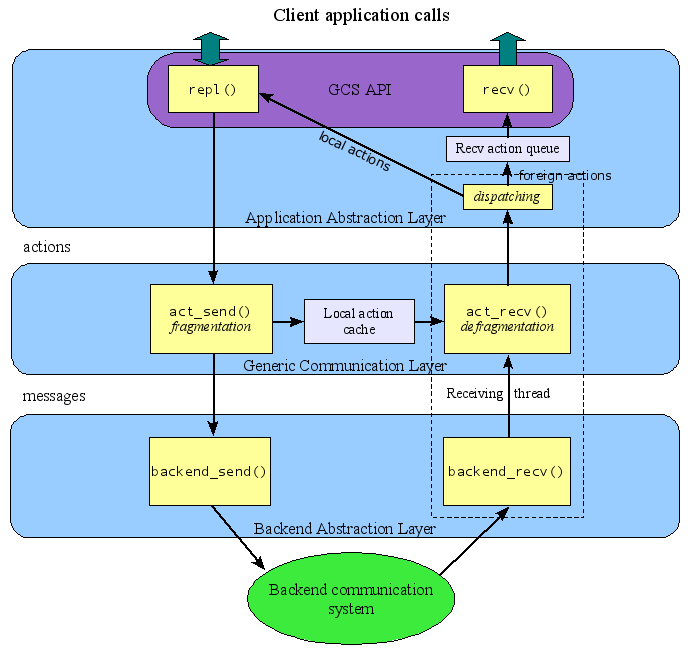 Client application calls
repl()
GCS API
recv()
local actions
Recv action queue
foreign actions
dispatching
Application Abstraction Layer
actions
act_send()
fragmentation
Local action
cache
act_recv()
defragmentation
Generic Communication Layer
messages
Receiving thread
backend_send()
backend_recv()
Backend Abstraction Layer
Backend communication
system